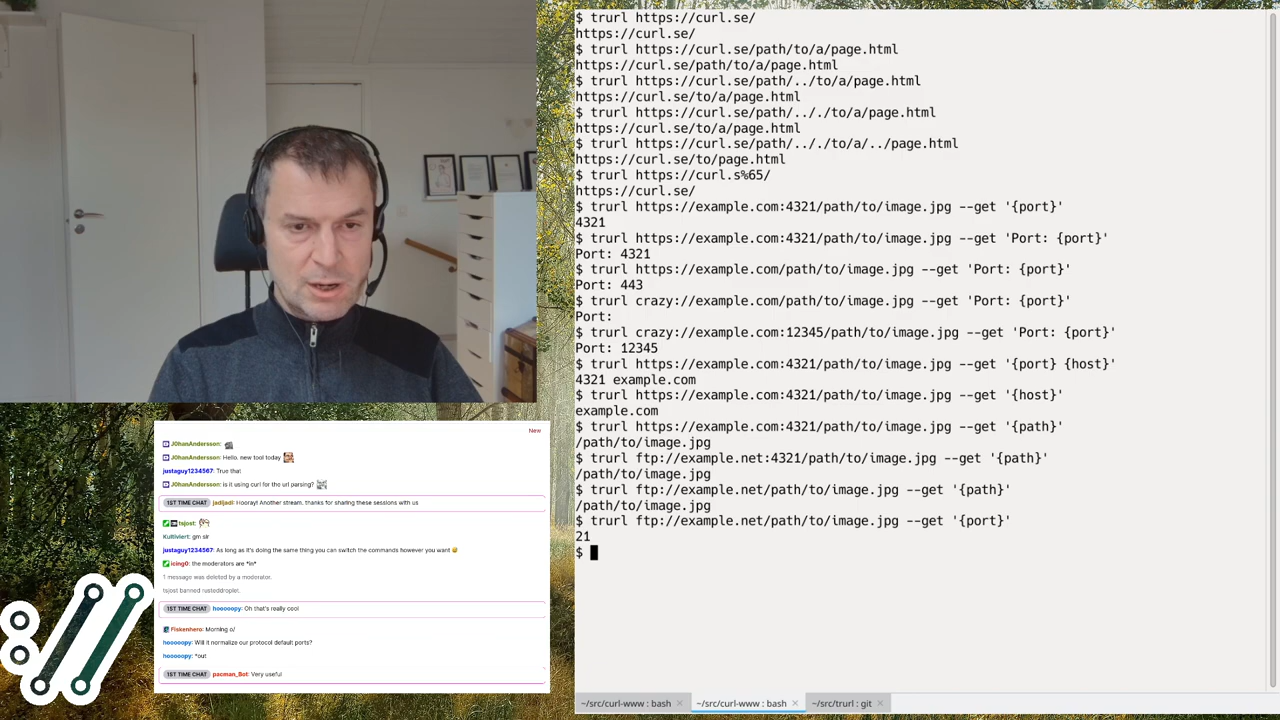 New
J0hanAndersson:
J0hanAndersson: Hello. new tool today
justaguy1234567: True that
J0hanAndersson: is it using curl for the url parsing?
1ST TIME CHAT jadijadi: Hooray! Another stream. thanks for sharing these sessions with us
tsjost:
Kultiviert: gm sir
justaguy1234567: As long as it's doing the same thing you can switch the commands however you want 😅
icing0: the moderators are *in*
1 message was deleted by a moderator.
tsjost banned rusteddroplet.
1ST TIME CHAT hooooopy: Oh that's really cool
Fiskenhero: Morning o/
hooooopy: Will it normalize our protocol default ports?
hooooopy: *out
1ST TIME CHAT pacman_Bot: Very useful
$ trurl https://curl.se/
https://curl.se/
$ trurl https://curl.se/path/to/a/page.html
https://curl.se/path/to/a/page.html
$ trurl https://curl.se/path/../to/a/page.html
https://curl.se/to/a/page.html
$ trurl https://curl.se/path/.././to/a/page.html
https://curl.se/to/a/page.html
$ trurl https://curl.se/path/.././to/a/../page.html
https://curl.se/to/page.html
$ trurl https://curl.s%65/
https://curl.se/
$ trurl https://example.com:4321/path/to/image.jpg --get '{port}'
4321
$ trurl https://example.com:4321/path/to/image.jpg --get 'Port: {port}'
Port: 4321
$ trurl https://example.com/path/to/image.jpg --get 'Port: {port}'
Port: 443
$ trurl crazy://example.com/path/to/image.jpg --get 'Port: {port}'
Port:
$ trurl crazy://example.com:12345/path/to/image.jpg --get 'Port: {port}'
Port: 12345
$ trurl https://example.com:4321/path/to/image.jpg --get '{port} {host}'
4321 example.com
$ trurl https://example.com:4321/path/to/image.jpg --get '{host}'
example.com
$ trurl https://example.com:4321/path/to/image.jpg --get '{path}'
/path/to/image.jpg
$ trurl ftp://example.net:4321/path/to/image.jpg --get '{path}'
/path/to/image.jpg
$ trurl ftp://example.net/path/to/image.jpg --get '{path}'
/path/to/image.jpg
$ trurl ftp://example.net/path/to/image.jpg --get '{port}'
21
$
~/src/curl-www : bash
~/src/curl-www : bash
~/src/trurl : git